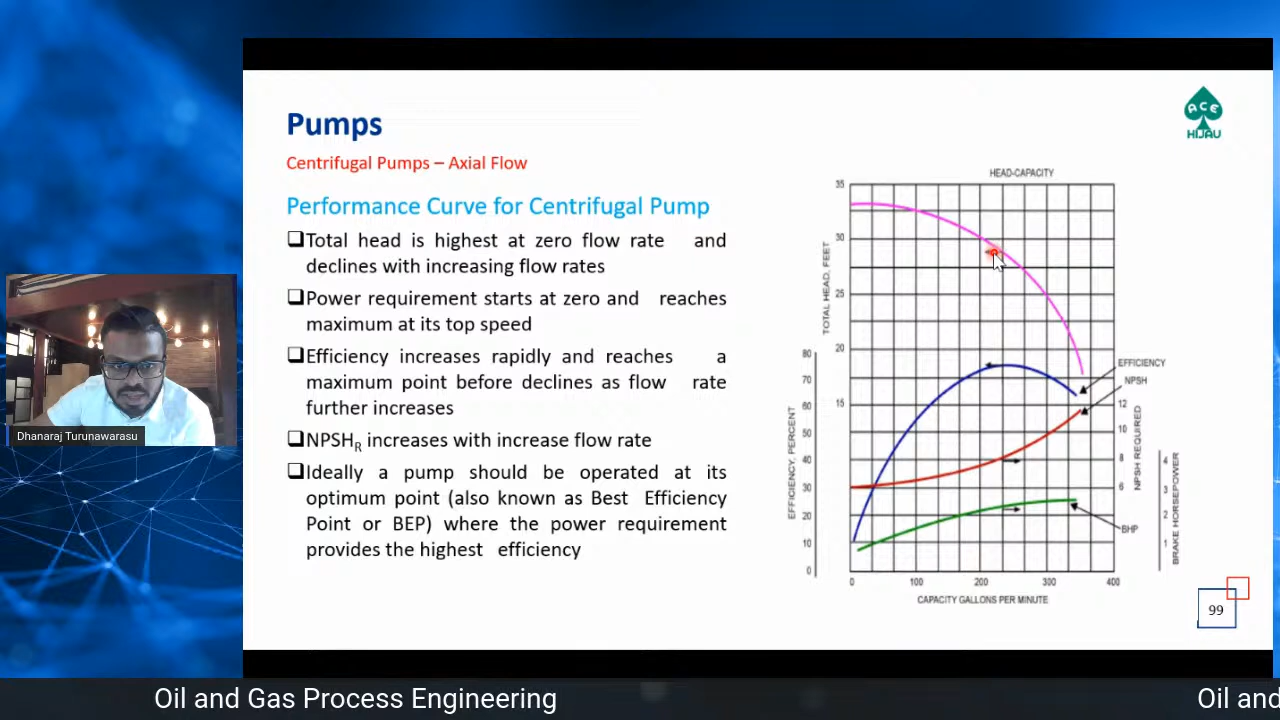 Pumps
ACE
HIJAU
Centrifugal Pumps – Axial Flow
Performance Curve for Centrifugal Pump
❑Total head is highest at zero flow rate and
declines with increasing flow rates
❑Power requirement starts at zero and reaches
maximum at its top speed
❑Efficiency increases rapidly and reaches a
maximum point before declines as flow rate
further increases
❑NPSHR increases with increase flow rate
❑Ideally a pump should be operated at its
optimum point (also known as Best Efficiency
Point or BEP) where the power requirement
provides the highest efficiency
HEAD-CAPACITY
TOTAL HEAD, FEET
35
30
25
20
15
EFFICIENCY, PERCENT
80
70
60
50
40
30
20
10
0
EFFICIENCY
NPSH
NPSH REQUIRED
12
10
8
6
BHP
BRAKE HORSEPOWER
4
3
2
1
0 100 200 300 400
CAPACITY GALLONS PER MINUTE
99
Dhanaraj Turunawarasu
Oil and Gas Process Engineering
Oil and